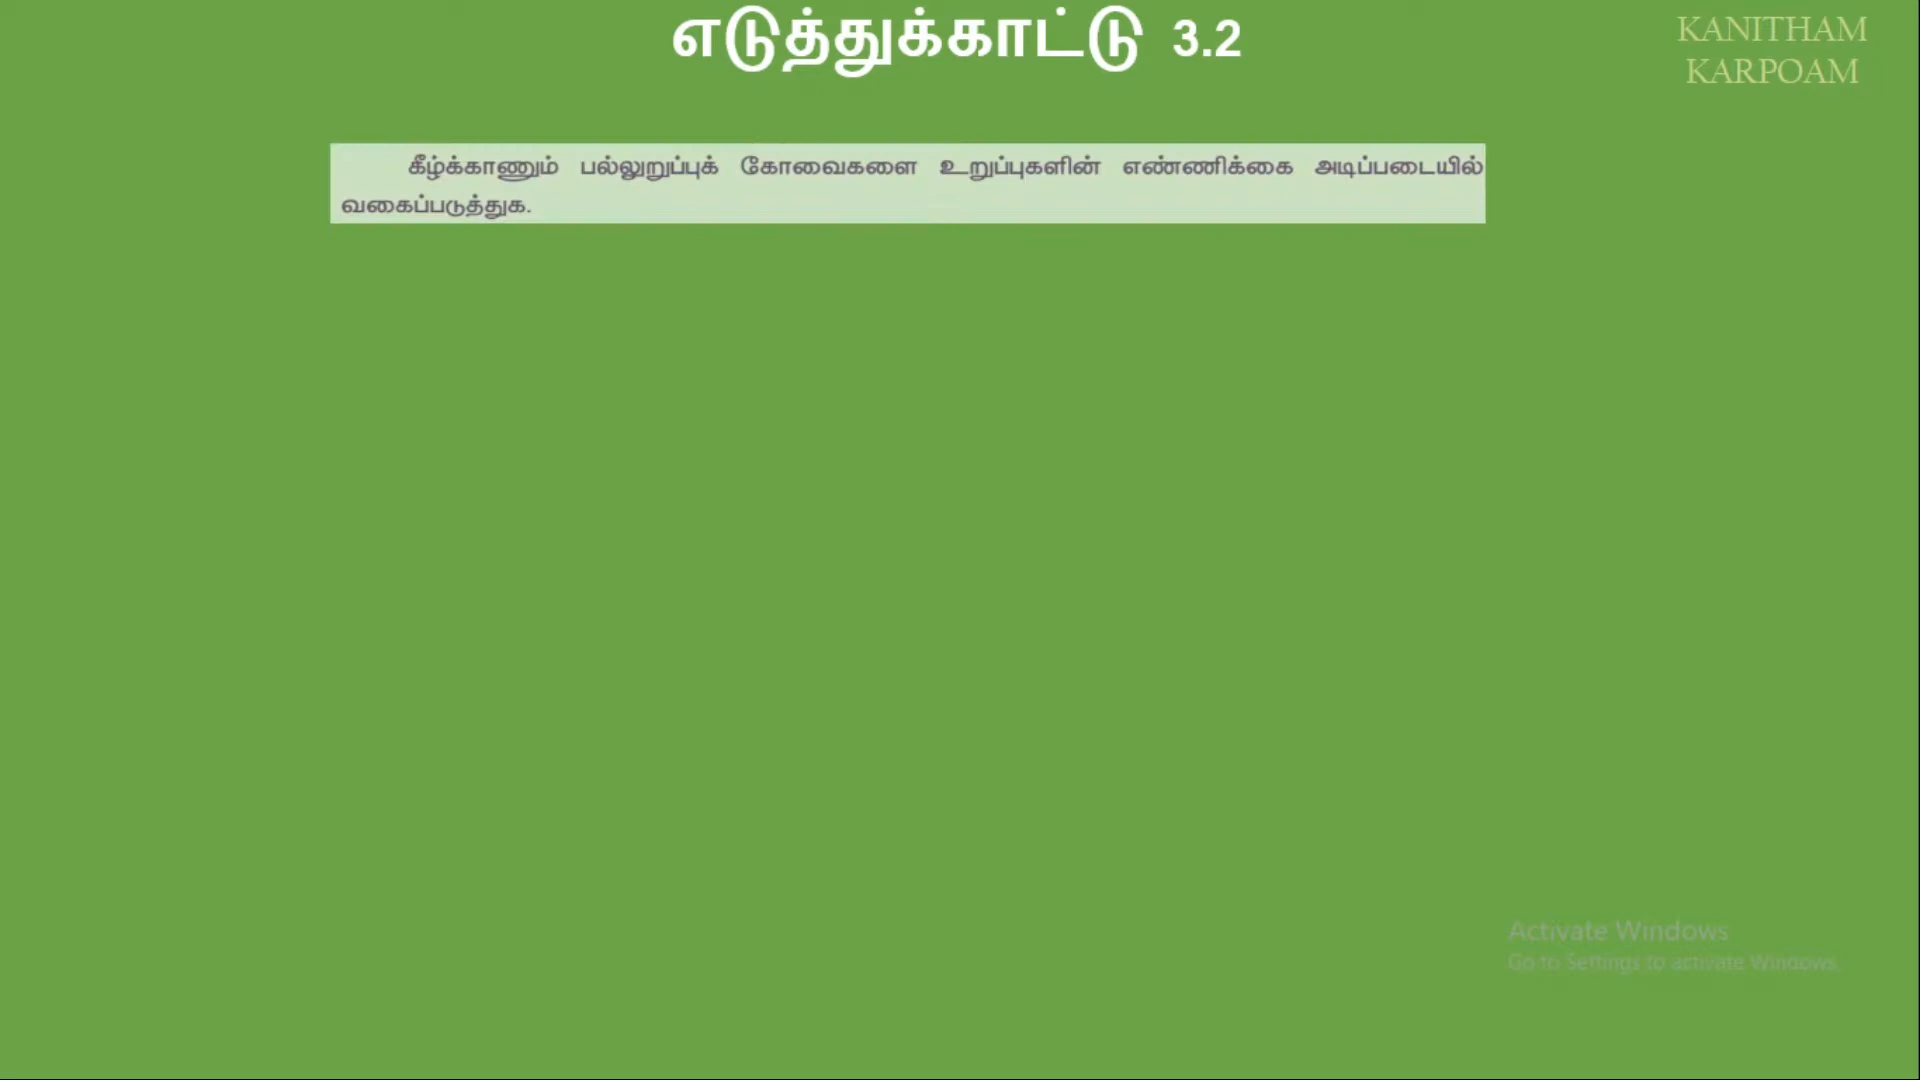 எடுத்துக்காட்டு 3.2
KANITHAM
KARPOAM
கீழ்க்காணும் பல்லுறுப்புக் கோவைகளை உறுப்புகளின் எண்ணிக்கை அடிப்படையில்
வகைப்படுத்துக.
Activate Windows
Go to Settings to activate Windows.